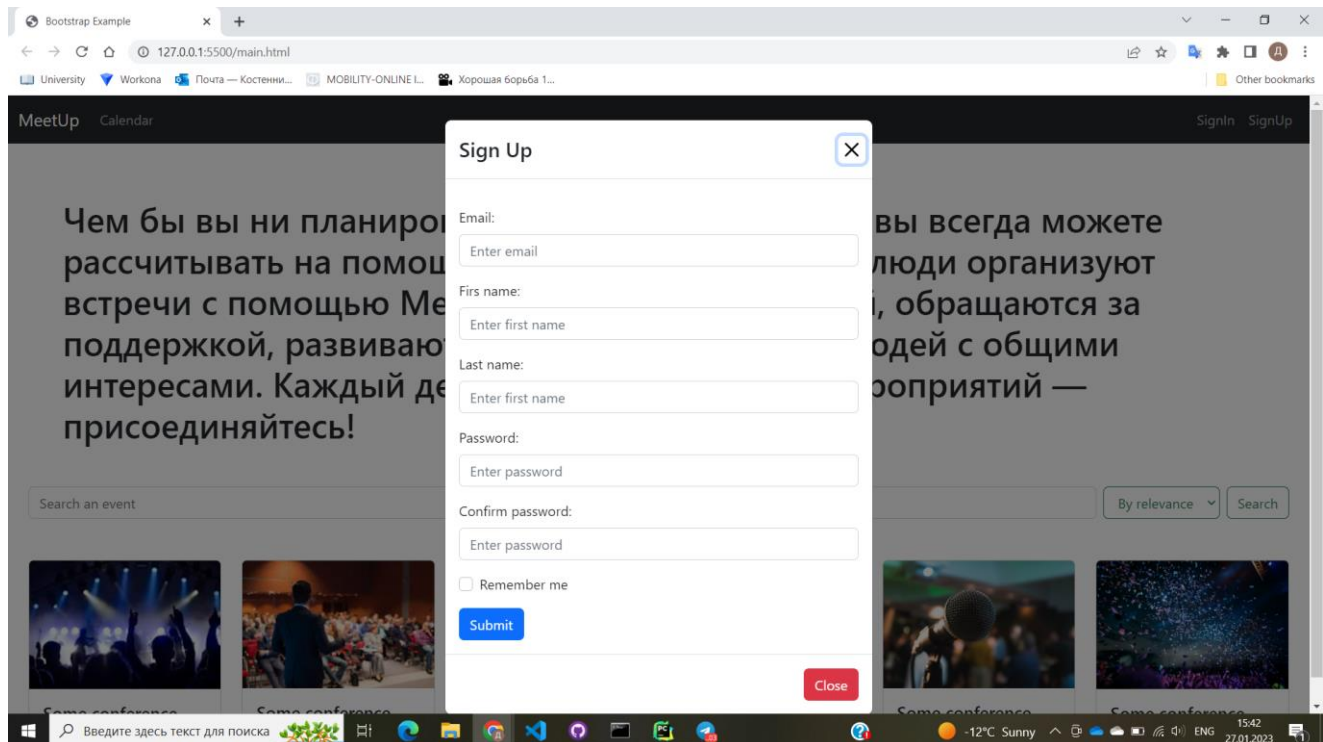 Bootstrap Example
127.0.0.1:5500/main.html
University Workona Почта — Костенни... MOBILITY-ONLINE I... Хорошая борьба 1... Other bookmarks
MeetUp Calendar SignIn SignUp
Sign Up
Чем бы вы ни планиро вы всегда можете
рассчитывать на помощ люди организуют
встречи с помощью Me й, обращаются за
поддержкой, развиваю одей с общими
интересами. Каждый де роприятий —
присоединяйтесь!
Email:
Enter email
Firs name:
Enter first name
Last name:
Enter first name
Password:
Enter password
Confirm password:
Enter password
Remember me
Submit
Close
Search an event By relevance Search
Some conference Some conference Some conference Some conference
Введите здесь текст для поиска -12°C Sunny ENG 15:42
27.01.2023